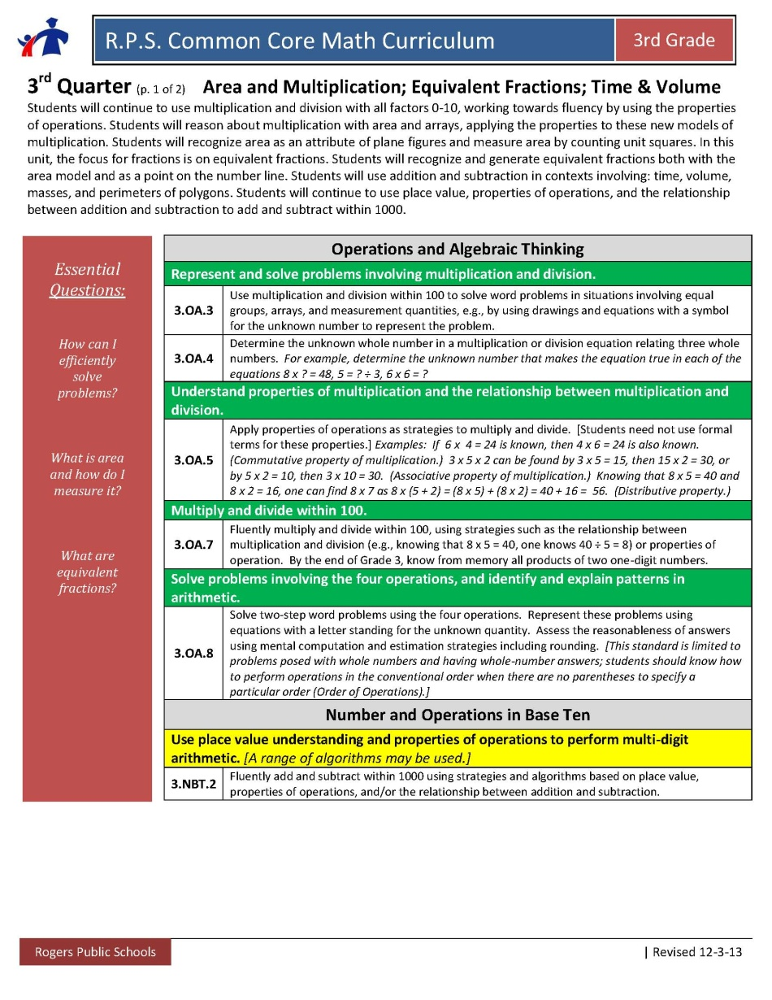 R.P.S. Common Core Math Curriculum
3rd Grade
3rd Quarter (p. 1 of 2) Area and Multiplication; Equivalent Fractions; Time & Volume
Students will continue to use multiplication and division with all factors 0-10, working towards fluency by using the properties
of operations. Students will reason about multiplication with area and arrays, applying the properties to these new models of
multiplication. Students will recognize area as an attribute of plane figures and measure area by counting unit squares. In this
unit, the focus for fractions is on equivalent fractions. Students will recognize and generate equivalent fractions both with the
area model and as a point on the number line. Students will use addition and subtraction in contexts involving: time, volume,
masses, and perimeters of polygons. Students will continue to use place value, properties of operations, and the relationship
between addition and subtraction to add and subtract within 1000.
Essential
Questions:
How can I
efficiently
solve
problems?
What is area
and how do I
measure it?
What are
equivalent
fractions?
Operations and Algebraic Thinking
Represent and solve problems involving multiplication and division.
3.OA.3
Use multiplication and division within 100 to solve word problems in situations involving equal
groups, arrays, and measurement quantities, e.g., by using drawings and equations with a symbol
for the unknown number to represent the problem.
3.OA.4
Determine the unknown whole number in a multiplication or division equation relating three whole
numbers. For example, determine the unknown number that makes the equation true in each of the
equations 8 x ? = 48, 5 = ? ÷ 3, 6 x 6 = ?
Understand properties of multiplication and the relationship between multiplication and
division.
3.OA.5
Apply properties of operations as strategies to multiply and divide. [Students need not use formal
terms for these properties.] Examples: If 6 x 4 = 24 is known, then 4 x 6 = 24 is also known.
(Commutative property of multiplication.) 3 x 5 x 2 can be found by 3 x 5 = 15, then 15 x 2 = 30, or
by 5 x 2 = 10, then 3 x 10 = 30. (Associative property of multiplication.) Knowing that 8 x 5 = 40 and
8 x 2 = 16, one can find 8 x 7 as 8 x (5 + 2) = (8 x 5) + (8 x 2) = 40 + 16 = 56. (Distributive property.)
Multiply and divide within 100.
3.OA.7
Fluently multiply and divide within 100, using strategies such as the relationship between
multiplication and division (e.g., knowing that 8 x 5 = 40, one knows 40 ÷ 5 = 8) or properties of
operation. By the end of Grade 3, know from memory all products of two one-digit numbers.
Solve problems involving the four operations, and identify and explain patterns in
arithmetic.
3.OA.8
Solve two-step word problems using the four operations. Represent these problems using
equations with a letter standing for the unknown quantity. Assess the reasonableness of answers
using mental computation and estimation strategies including rounding. [This standard is limited to
problems posed with whole numbers and having whole-number answers; students should know how
to perform operations in the conventional order when there are no parentheses to specify a
particular order (Order of Operations).]
Number and Operations in Base Ten
Use place value understanding and properties of operations to perform multi-digit
arithmetic. [A range of algorithms may be used.]
3.NBT.2
Fluently add and subtract within 1000 using strategies and algorithms based on place value,
properties of operations, and/or the relationship between addition and subtraction.
Rogers Public Schools
| Revised 12-3-13